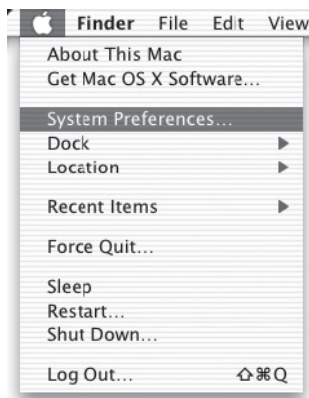 Finder File Edit View
About This Mac
Get Mac OS X Software...
System Preferences...
Dock
Location
Recent Items
Force Quit...
Sleep
Restart...
Shut Down...
Log Out... ⇧⌘Q